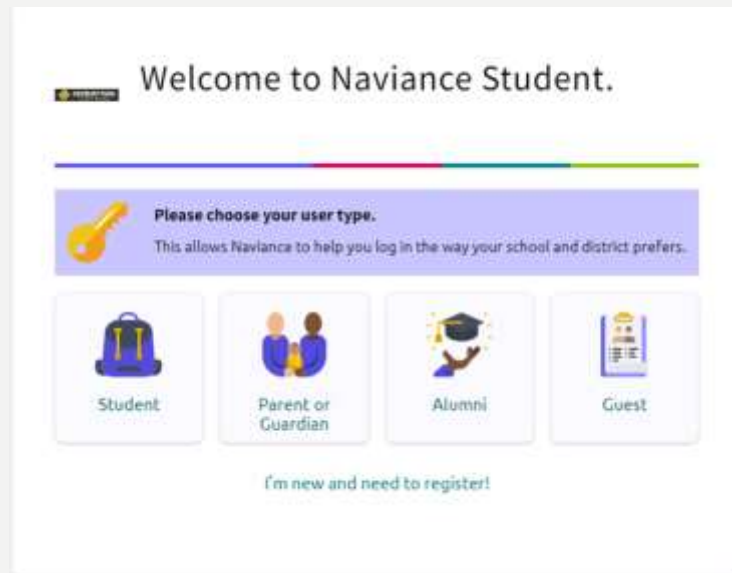 Welcome to Naviance Student.
Please choose your user type.
This allows Naviance to help you log in the way your school and district prefers.
Student
Parent or
Guardian
Alumni
Guest
I'm new and need to register!